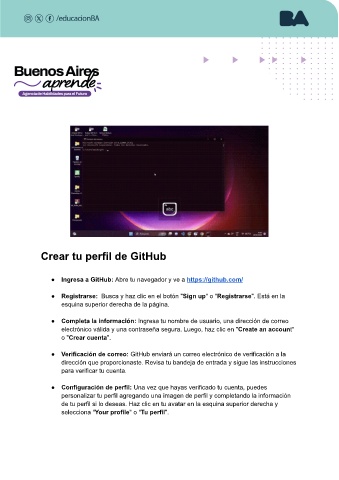 /educacionBA
BA
Buenos Aires
aprende
Agencia de Habilidades para el Futuro
Crear tu perfil de GitHub
● Ingresa a GitHub: Abre tu navegador y ve a https://github.com/
● Registrarse: Busca y haz clic en el botón "Sign up" o "Registrarse". Está en la
esquina superior derecha de la página.
● Completa la información: Ingresa tu nombre de usuario, una dirección de correo
electrónico válida y una contraseña segura. Luego, haz clic en "Create an account"
o "Crear cuenta".
● Verificación de correo: GitHub enviará un correo electrónico de verificación a la
dirección que proporcionaste. Revisa tu bandeja de entrada y sigue las instrucciones
para verificar tu cuenta.
● Configuración de perfil: Una vez que hayas verificado tu cuenta, puedes
personalizar tu perfil agregando una imagen de perfil y completando la información
de tu perfil si lo deseas. Haz clic en tu avatar en la esquina superior derecha y
selecciona "Your profile" o "Tu perfil".